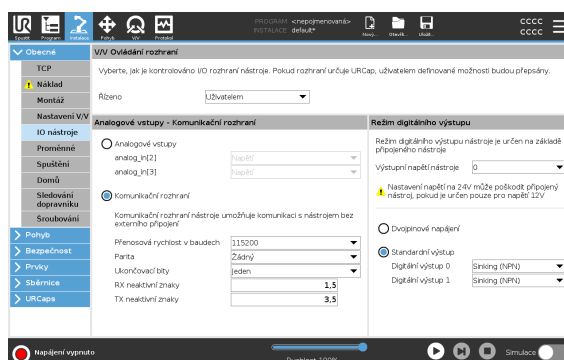 Spustit Program Instalace Pohyb V/V Protokol
PROGRAM <nepojmenovaná>
INSTALACE default*
Nový... Otevřít... Uložit...
cccc
cccc
Obecné
TCP
Náklad
Montáž
Nastavení V/V
IO nástroje
Proměnné
Spuštění
Domů
Sledování
dopravníku
Šroubování
Pohyb
Bezpečnost
Prvky
Sběrnice
URCaps
V/V Ovládání rozhraní
Vyberte, jak je kontrolováno I/O rozhraní nástroje. Pokud rozhraní určuje URCap, uživatelem definované možnosti budou přepsány.
Řízeno Uživatelem
Analogové vstupy - Komunikační rozhraní
Analogové vstupy
analog_in[2] Napětí
analog_in[3] Napětí
Komunikační rozhraní
Komunikační rozhraní nástroje umožňuje komunikaci s nástrojem bez
externího připojení
Přenosová rychlost v baudech 115200
Parita Žádný
Ukončovací bity Jeden
RX neaktivní znaky 1,5
TX neaktivní znaky 3,5
Režim digitálního výstupu
Režim digitálního výstupu nástroje je určen na základě
připojeného nástroje
Výstupní napětí nástroje 0
Nastavení napětí na 24V může poškodit připojený
nástroj, pokud je určen pouze pro napětí 12V
Dvojpinové napájení
Standardní výstup
Digitální výstup 0 Sinking (NPN)
Digitální výstup 1 Sinking (NPN)
Napájení vypnuto
Rychlost 100%
Simulace